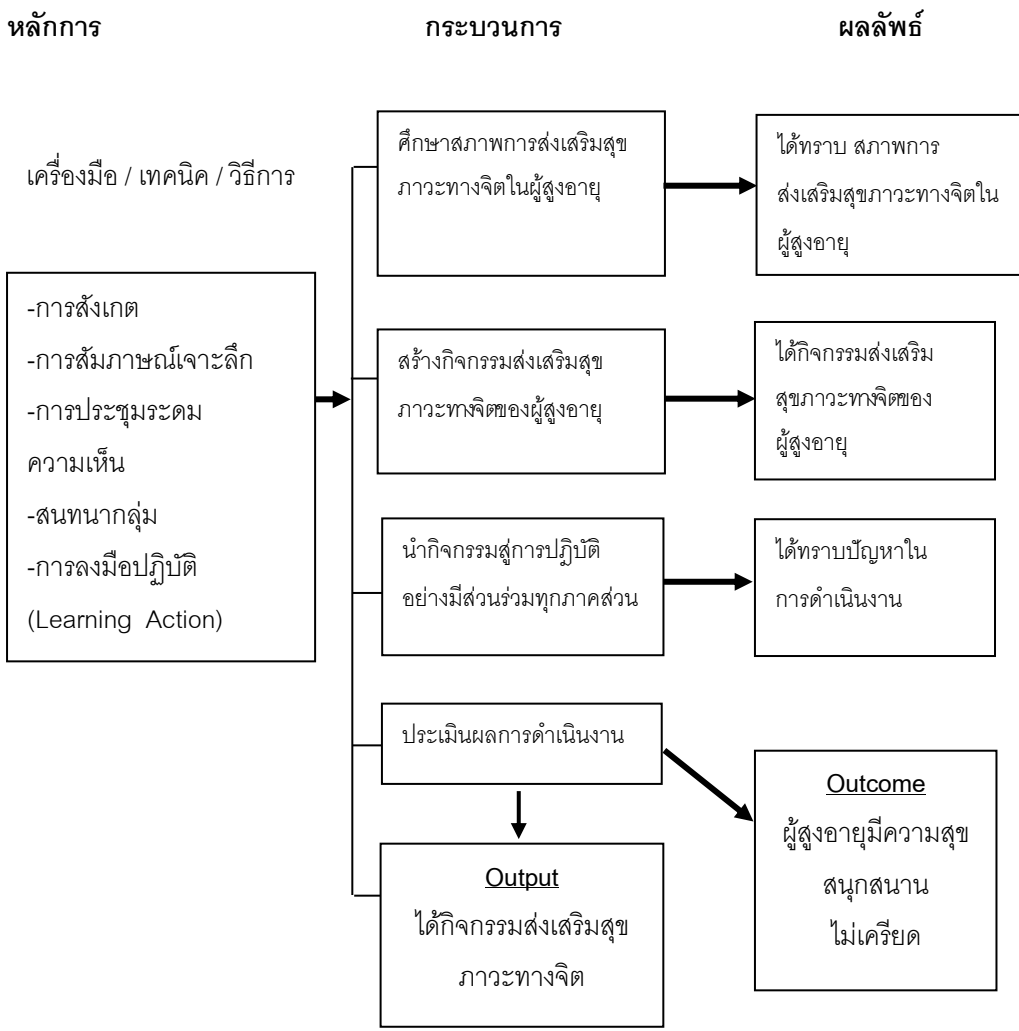 หลักการ
กระบวนการ
ผลลัพธ์
เครื่องมือ / เทคนิค / วิธีการ
-การสังเกต
-การสัมภาษณ์เจาะลึก
-การประชุมระดม
ความเห็น
-สนทนากลุ่ม
-การลงมือปฏิบัติ
(Learning Action)
ศึกษาสภาพการส่งเสริมสุข
ภาวะทางจิตในผู้สูงอายุ
ได้ทราบ สภาพการ
ส่งเสริมสุขภาวะทางจิตใน
ผู้สูงอายุ
สร้างกิจกรรมส่งเสริมสุข
ภาวะทางจิตของผู้สูงอายุ
ได้กิจกรรมส่งเสริม
สุขภาวะทางจิตของ
ผู้สูงอายุ
นำกิจกรรมสู่การปฎิบัติ
อย่างมีส่วนร่วมทุกภาคส่วน
ได้ทราบปัญหาใน
การดำเนินงาน
ประเมินผลการดำเนินงาน
Output
ได้กิจกรรมส่งเสริมสุข
ภาวะทางจิต
Outcome
ผู้สูงอายุมีความสุข
สนุกสนาน
ไม่เครียด